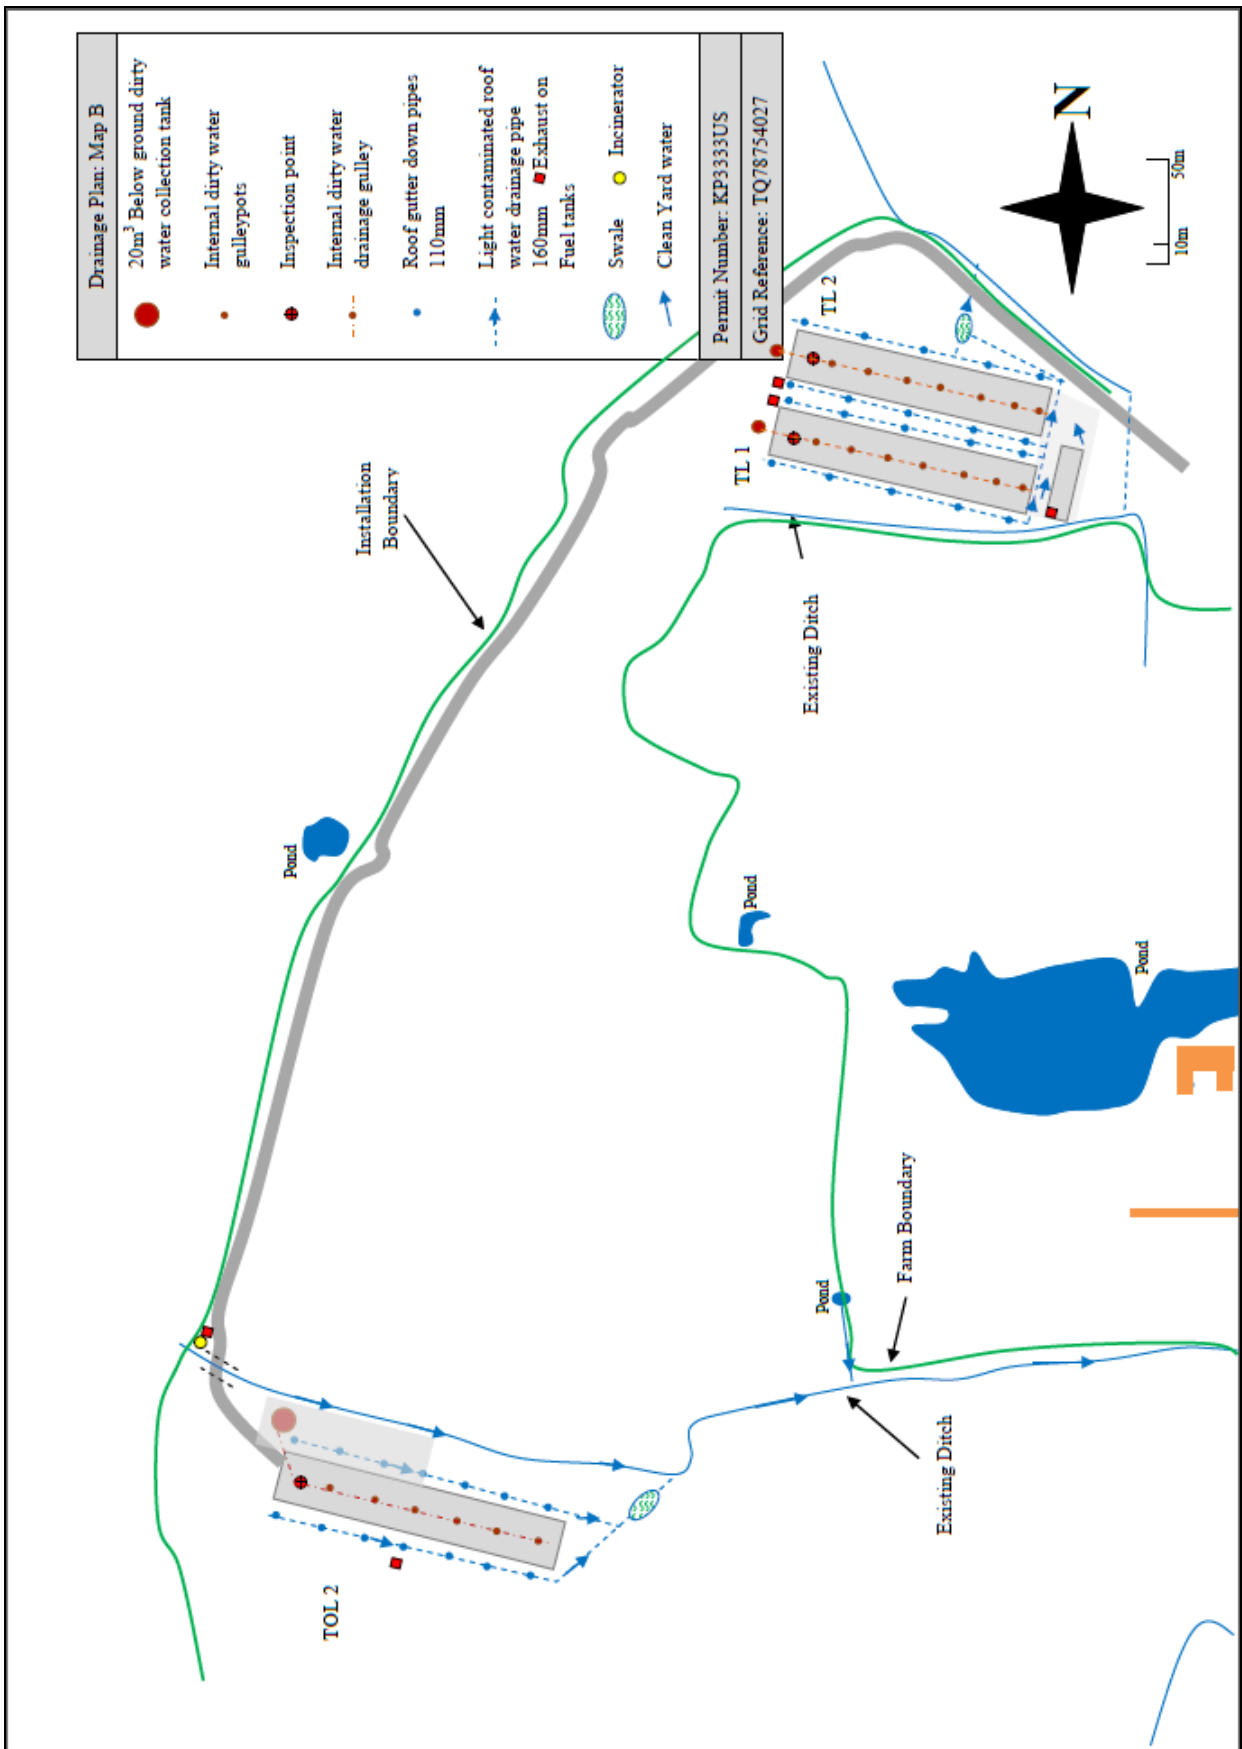 Drainage Plan: Map B
20m³ Below ground dirty
water collection tank
Internal dirty water
gulleypots
Inspection point
Internal dirty water
drainage gulley
Roof gutter down pipes
110mm
Light contaminated roof
water drainage pipe
160mm Exhaust on
Fuel tanks
Swale Incinerator
Clean Yard water
Permit Number: KP3333US
Grid Reference: TQ78754027
N
10m 50m
TL 2
TL 1
Installation
Boundary
Existing Ditch
Pond
Pond
Pond
Pond
Farm Boundary
Existing Ditch
TOL 2